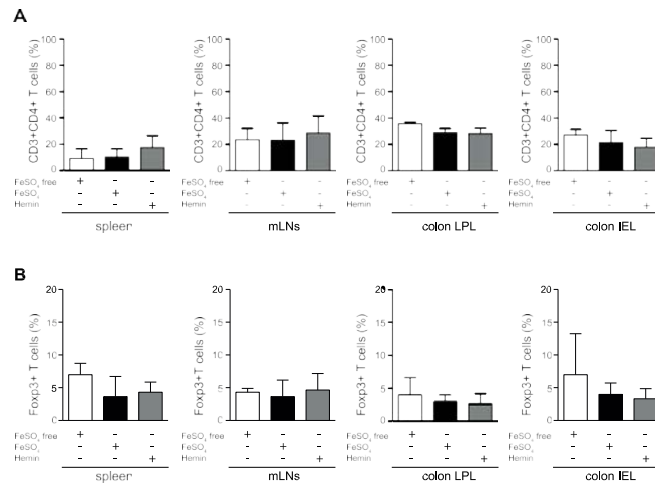 A
CD3+CD4+ T cells (%)
100
80
60
40
20
0
FeSO4 free + - -
FeSO4 - + -
Hemin - - +
spleen
CD3+CD4+ T cells (%)
100
80
60
40
20
0
FeSO4 free + - -
FeSO4 - + -
Hemin - - +
mLNs
CD3+CD4+ T cells (%)
100
80
60
40
20
0
FeSO4 free + - -
FeSO4 - + -
Hemin - - +
colon LPL
CD3+CD4+ T cells (%)
100
80
60
40
20
0
FeSO4 free + - -
FeSO4 - + -
Hemin - - +
colon IEL
B
Foxp3+ T cells (%)
20
15
10
5
0
FeSO4 free + - -
FeSO4 - + -
Hemin - - +
spleen
Foxp3+ T cells (%)
20
15
10
5
0
FeSO4 free + - -
FeSO4 - + -
Hemin - - +
mLNs
Foxp3+ T cells (%)
20
15
10
5
0
FeSO4 free + - -
FeSO4 - + -
Hemin - - +
colon LPL
Foxp3+ T cells (%)
20
15
10
5
0
FeSO4 free + - -
FeSO4 - + -
Hemin - - +
colon IEL